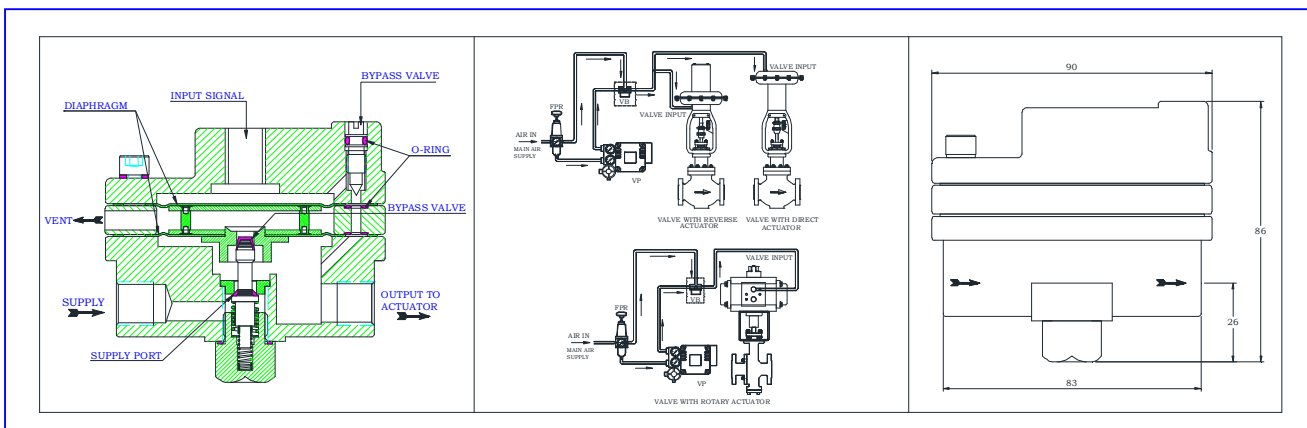 BYPASS VALVE
INPUT SIGNAL
DIAPHRAGM
O-RING
BYPASS VALVE
VENT
SUPPLY
OUTPUT TO
ACTUATOR
SUPPLY PORT
VALVE INPUT
FPR
VB
VALVE INPUT
AIR IN
MAIN AIR
SUPPLY
VP
VALVE WITH REVERSE
ACTUATOR
VALVE WITH DIRECT
ACTUATOR
VALVE INPUT
FPR
VB
AIR IN
MAIN AIR
SUPPLY
VP
VALVE WITH ROTARY ACTUATOR
90
86
26
83